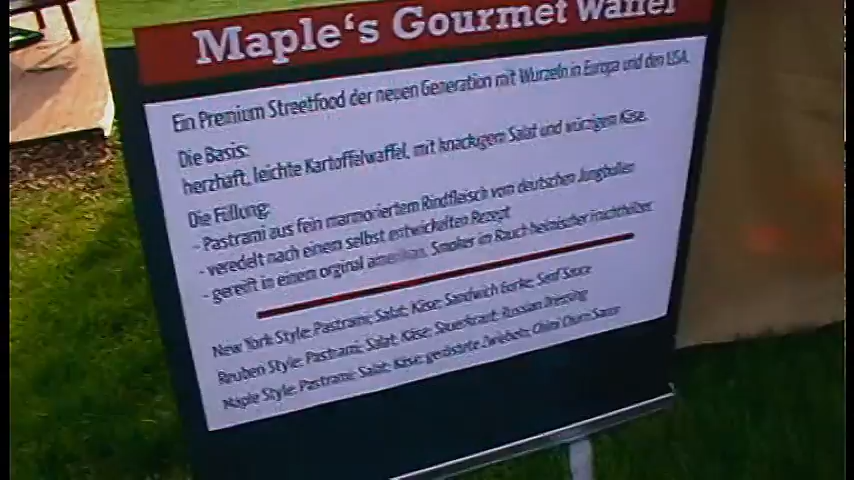 Maple's Gourmet Waffel
Ein Premium Streetfood der neuen Generation mit Wurzeln in Europa und den USA.
Die Basis:
herzhaft, leichte Kartoffelwaffel, mit knackigem Salat und würzigem Käse.
Die Füllung:
- Pastrami aus fein marmoriertem Rindfleisch vom deutschen Jungbullen
- veredelt nach einem selbst entwickelten Rezept
- gereift in einem orginal amerikan. Smoker im Rauch heimischer Fruchthölzer.
New York Style: Pastrami; Salat; Käse; Sandwich Gurke; Senf Sauce
Reuben Style: Pastrami; Salat; Käse; Sauerkraut; Russian Dressing
Maple Style: Pastrami; Salat; Käse; geröstete Zwiebeln; Chimi Churri Sauce